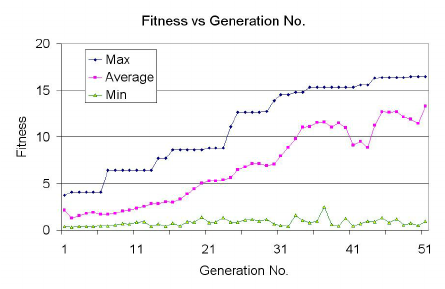 Fitness vs Generation No.
20
15
10
5
0
Fitness
Max
Average
Min
1 11 21 31 41 51
Generation No.